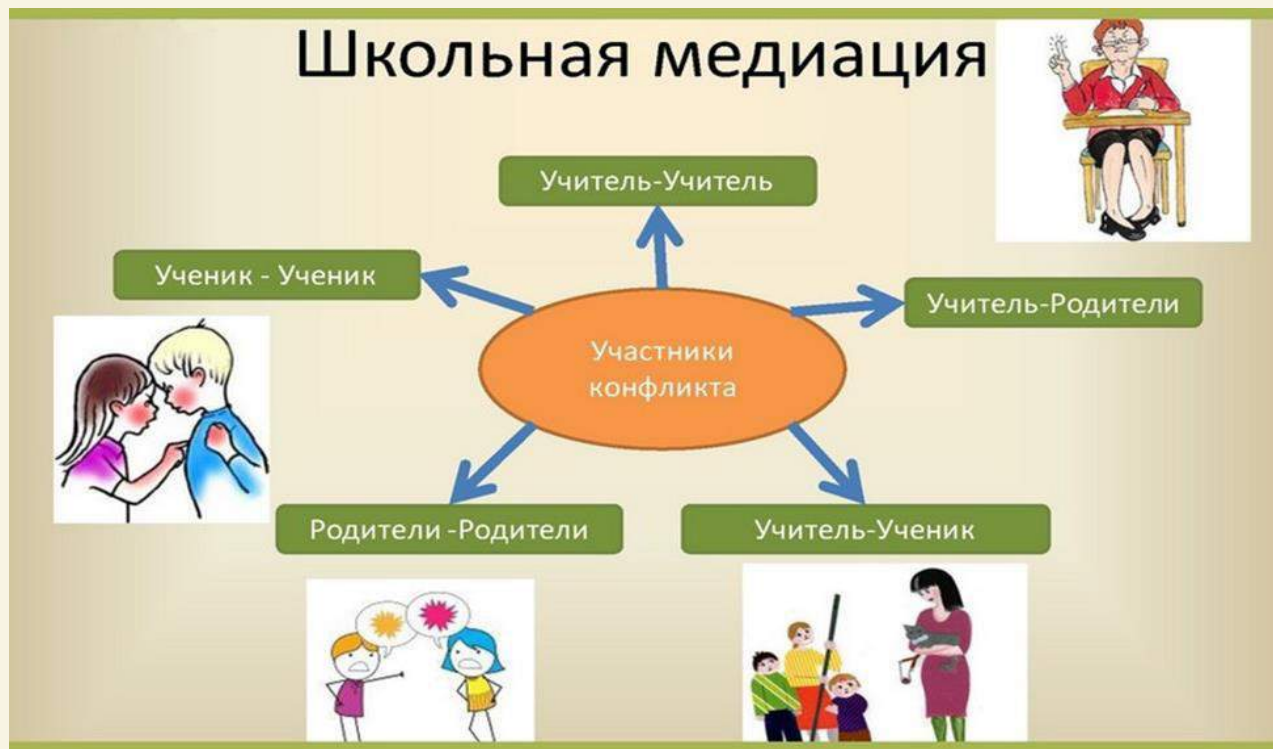 Школьная медиация
Учитель-Учитель
Ученик - Ученик
Учитель-Родители
Участники
конфликта
Родители -Родители
Учитель-Ученик